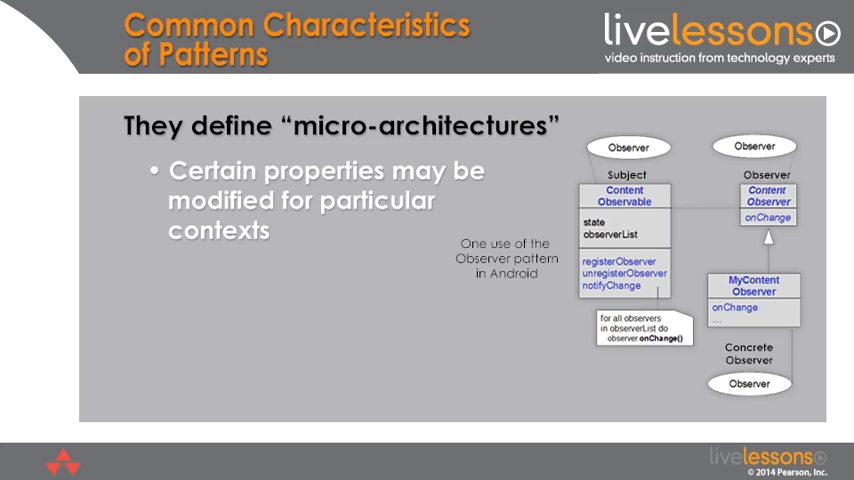 Common Characteristics
of Patterns
livelessons
video instruction from technology experts
They define “micro-architectures”
• Certain properties may be
modified for particular
contexts
One use of the
Observer pattern
in Android
Observer
Subject
Content
Observable
state
observerList
registerObserver
unregisterObserver
notifyChange
for all observers
in observerList do
observer.onChange()
Observer
Observer
Content
Observer
onChange
MyContent
Observer
onChange
...
Concrete
Observer
Observer
livelessons
© 2014 Pearson, Inc.